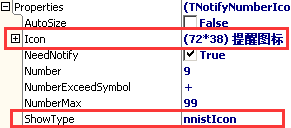 Properties (TNotifyNumberIco
AutoSize False
Icon (72*38) 提醒图标
NeedNotify True
Number 9
NumberExceedSymbol +
NumberMax 99
ShowType nnistIcon